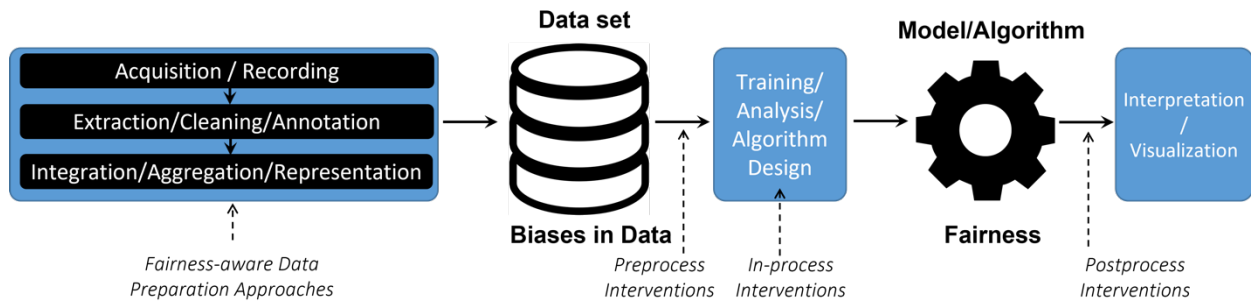 Data set
Model/Algorithm
Acquisition / Recording
Extraction/Cleaning/Annotation
Integration/Aggregation/Representation
Training/
Analysis/
Algorithm
Design
Interpretation
/
Visualization
Biases in Data
Fairness
Fairness-aware Data
Preparation Approaches
Preprocess
Interventions
In-process
Interventions
Postprocess
Interventions